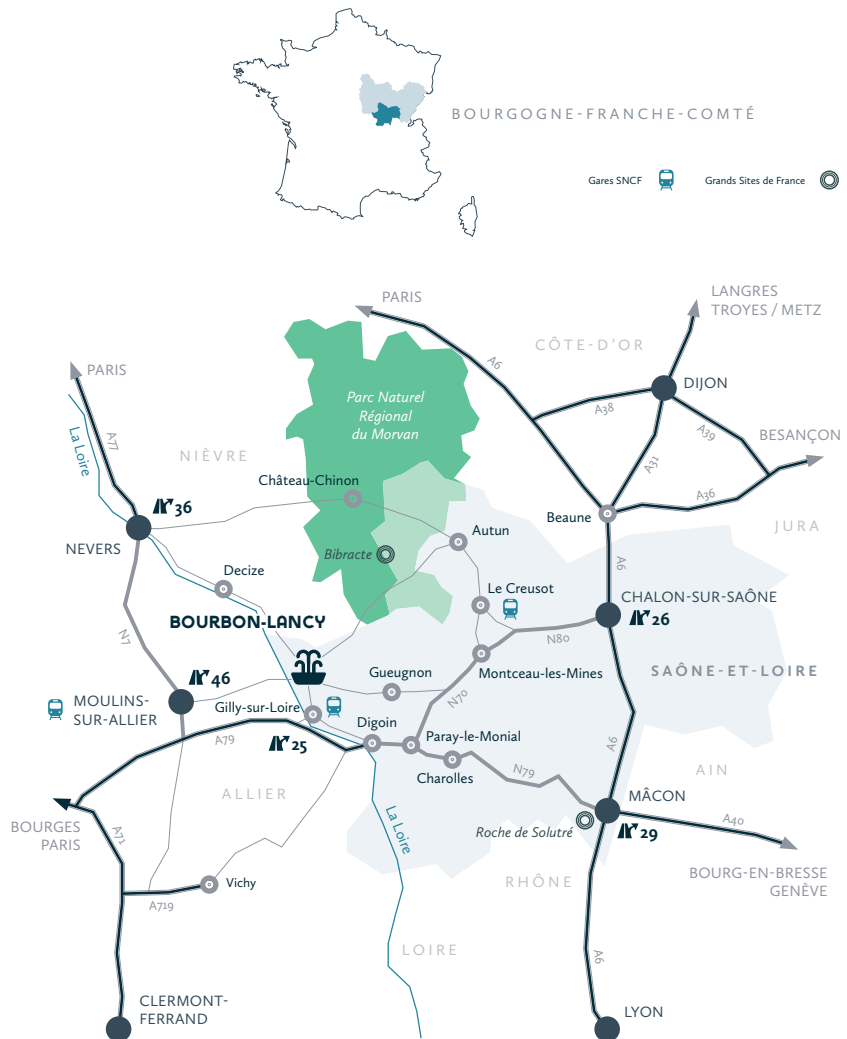 BOURGOGNE-FRANCHE-COMTÉ
Gares SNCF
Grands Sites de France
PARIS
LANGRES
TROYES / METZ
CÔTE-D'OR
A6
PARIS
DIJON
Parc Naturel
Régional
du Morvan
A38
A39
A77
La Loire
BESANÇON
NIÈVRE
A31
Château-Chinon
A36
36
Beaune
JURA
NEVERS
Autun
Bibracte
A6
Decize
Le Creusot
CHALON-SUR-SAÔNE
BOURBON-LANCY
26
N7
N80
46
Gueugnon
Montceau-les-Mines
SAÔNE-ET-LOIRE
MOULINS-
SUR-ALLIER
Gilly-sur-Loire
N70
Digoin
A79
25
Paray-le-Monial
A6
Charolles
N79
AIN
ALLIER
MÂCON
La Loire
A40
BOURGES
PARIS
A71
Roche de Solutré
29
BOURG-EN-BRESSE
GENÈVE
Vichy
RHÔNE
A719
LOIRE
A6
CLERMONT-
FERRAND
LYON